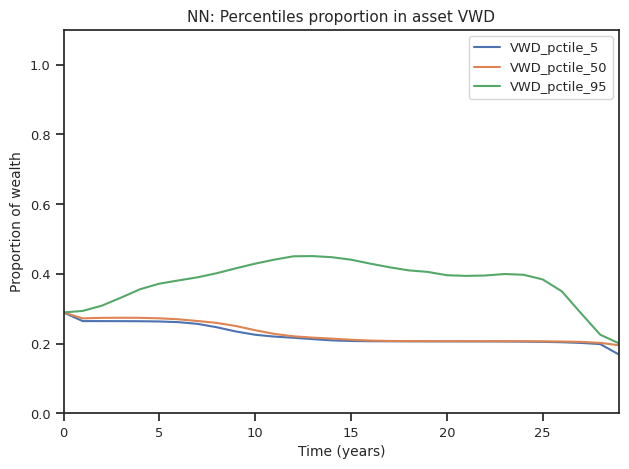 NN: Percentiles proportion in asset VWD
VWD_pctile_5
VWD_pctile_50
VWD_pctile_95
Proportion of wealth
1.0
0.8
0.6
0.4
0.2
0.0
0 5 10 15 20 25
Time (years)